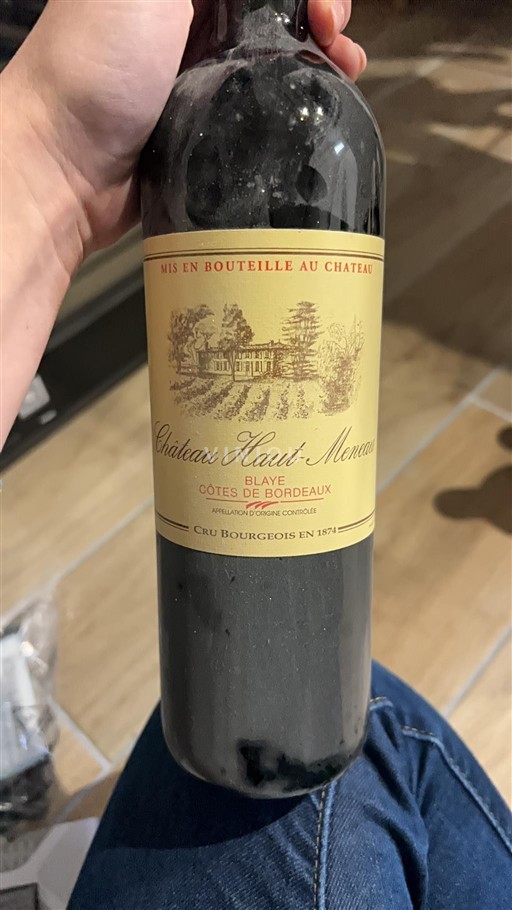 MIS EN BOUTEILLE AU CHATEAU
Château Haut-Meneau
BLAYE
CÔTES DE BORDEAUX
APPELLATION D'ORIGINE CONTRÔLÉE
CRU BOURGEOIS EN 1874